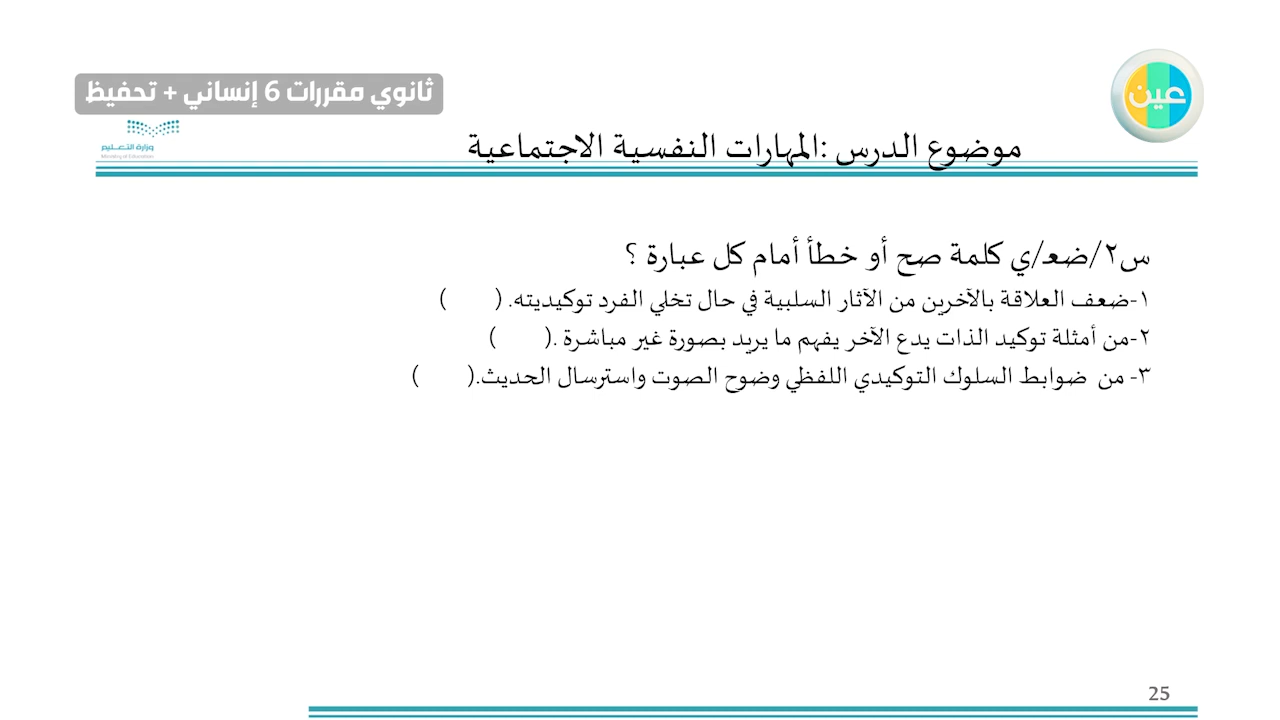 ثانوي مقررات 6 إنساني + تحفيظ
عين
وزارة التعـليم
Ministry of Education
موضوع الدرس :المهارات النفسية الاجتماعية
س٢/ضعـ/ي كلمة صح أو خطأ أمام كل عبارة ؟
١-ضعف العلاقة بالآخرين من الآثار السلبية في حال تخلي الفرد توكيديته. (      )
٢-من أمثلة توكيد الذات يدع الآخر يفهم ما يريد بصورة غير مباشرة .(      )
٣- من ضوابط السلوك التوكيدي اللفظي وضوح الصوت واسترسال الحديث.(      )
25